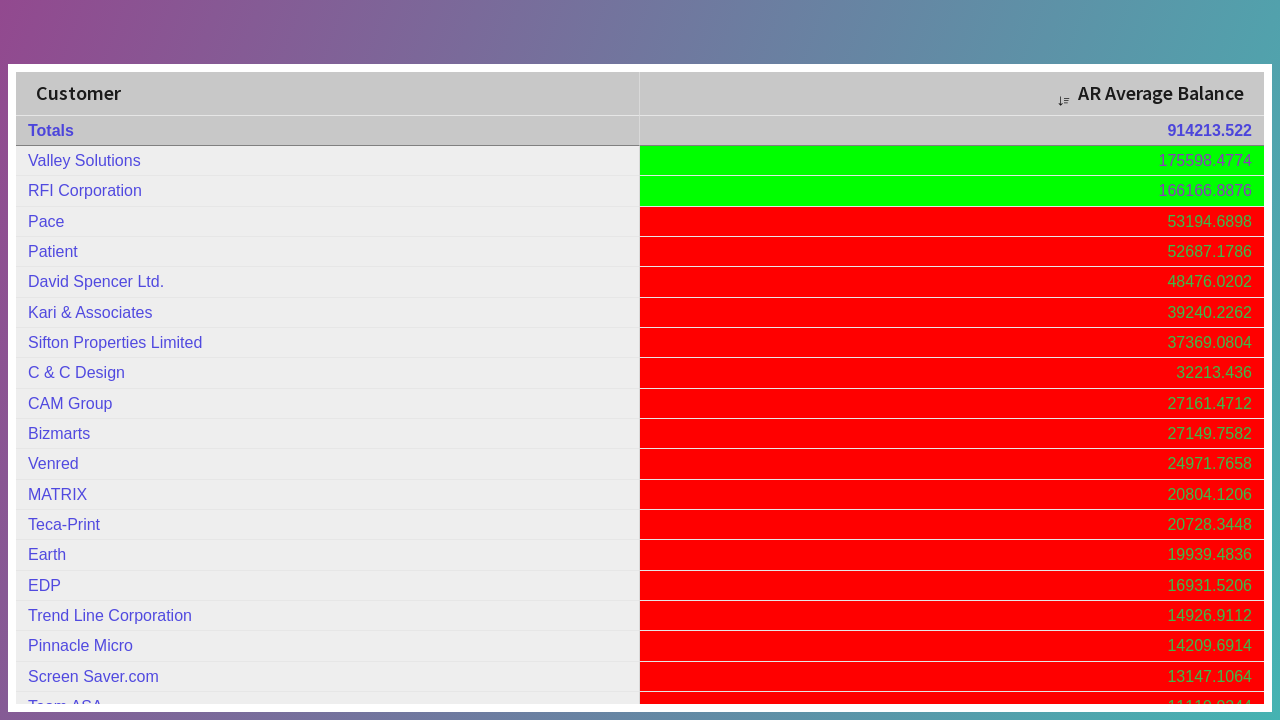 Customer AR Average Balance
Totals 914213.522
Valley Solutions 175598.4774
RFI Corporation 166166.8876
Pace 53194.6898
Patient 52687.1786
David Spencer Ltd. 48476.0202
Kari & Associates 39240.2262
Sifton Properties Limited 37369.0804
C & C Design 32213.436
CAM Group 27161.4712
Bizmarts 27149.7582
Venred 24971.7658
MATRIX 20804.1206
Teca-Print 20728.3448
Earth 19939.4836
EDP 16931.5206
Trend Line Corporation 14926.9112
Pinnacle Micro 14209.6914
Screen Saver.com 13147.1064
Team ASA